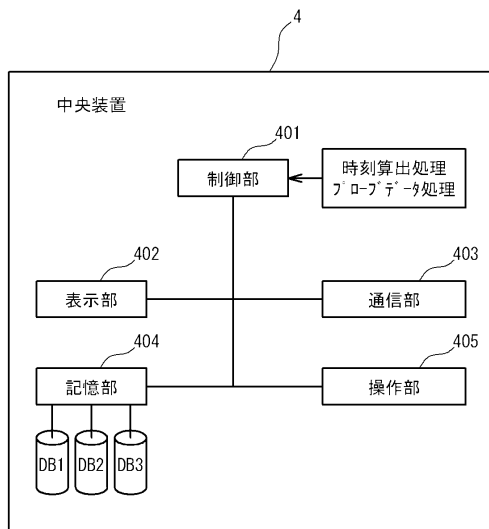 4
中央装置
401
制御部
時刻算出処理
プローブデータ処理
402
表示部
403
通信部
404
記憶部
405
操作部
DB1
DB2
DB3